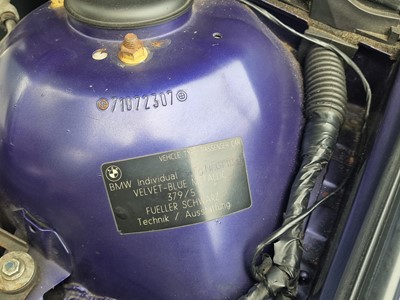 71072307
VEHICLE
BMW Individual
VELVET-BLUE
379/5
FUELLER SCHWARZ
Technik / Ausstattung